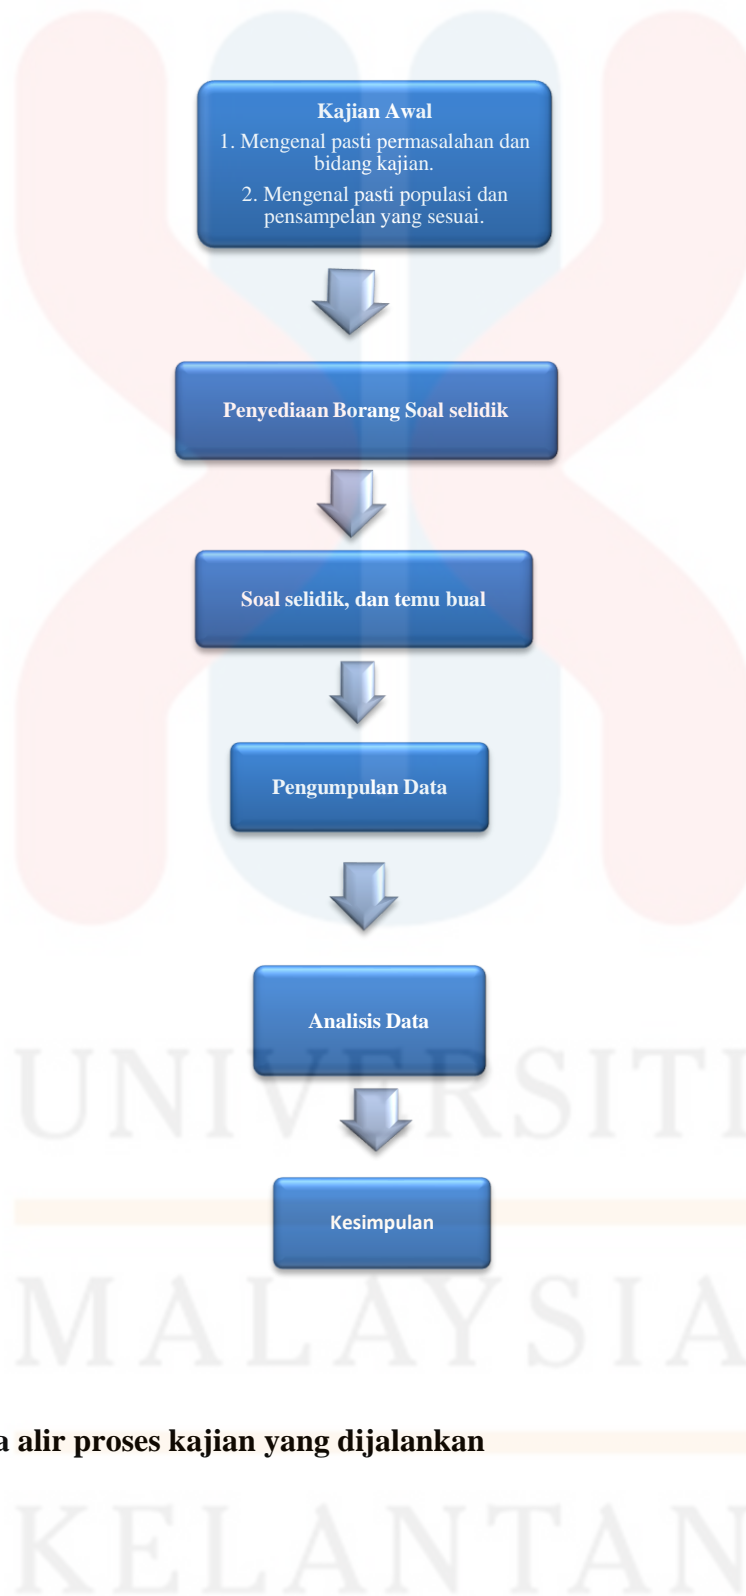 Kajian Awal
1. Mengenal pasti permasalahan dan
bidang kajian.
2. Mengenal pasti populasi dan
pensampelan yang sesuai.
Penyediaan Borang Soal selidik
Soal selidik, dan temu bual
Pengumpulan Data
Analisis Data
UNIVERSITI
Kesimpulan
MALAYSIA
a alir proses kajian yang dijalankan
KELANTAN